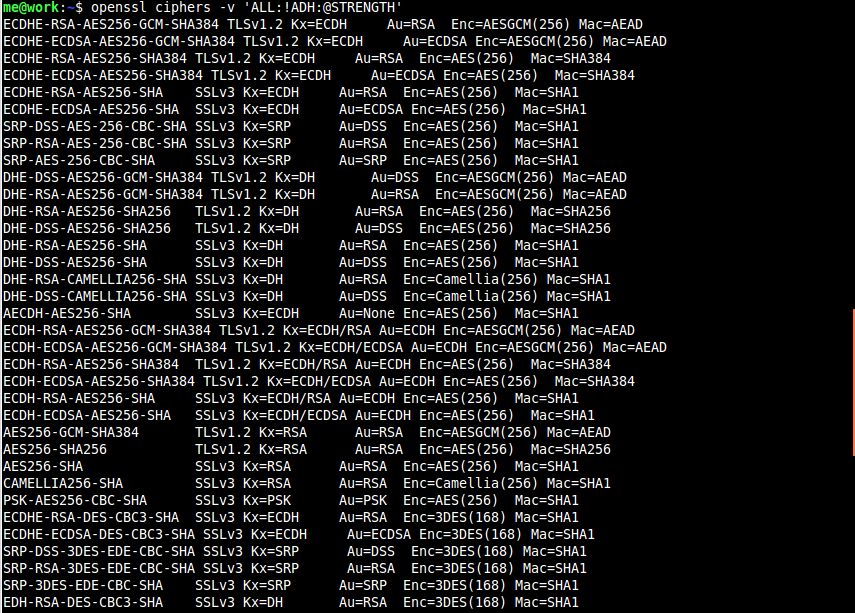 me@work:~$ openssl ciphers -v 'ALL:!ADH:@STRENGTH'
ECDHE-RSA-AES256-GCM-SHA384 TLSv1.2 Kx=ECDH     Au=RSA  Enc=AESGCM(256) Mac=AEAD
ECDHE-ECDSA-AES256-GCM-SHA384 TLSv1.2 Kx=ECDH     Au=ECDSA Enc=AESGCM(256) Mac=AEAD
ECDHE-RSA-AES256-SHA384 TLSv1.2 Kx=ECDH     Au=RSA  Enc=AES(256)  Mac=SHA384
ECDHE-ECDSA-AES256-SHA384 TLSv1.2 Kx=ECDH     Au=ECDSA Enc=AES(256)  Mac=SHA384
ECDHE-RSA-AES256-SHA    SSLv3 Kx=ECDH     Au=RSA  Enc=AES(256)  Mac=SHA1
ECDHE-ECDSA-AES256-SHA  SSLv3 Kx=ECDH     Au=ECDSA Enc=AES(256)  Mac=SHA1
SRP-DSS-AES-256-CBC-SHA SSLv3 Kx=SRP      Au=DSS  Enc=AES(256)  Mac=SHA1
SRP-RSA-AES-256-CBC-SHA SSLv3 Kx=SRP      Au=RSA  Enc=AES(256)  Mac=SHA1
SRP-AES-256-CBC-SHA     SSLv3 Kx=SRP      Au=SRP  Enc=AES(256)  Mac=SHA1
DHE-DSS-AES256-GCM-SHA384 TLSv1.2 Kx=DH       Au=DSS  Enc=AESGCM(256) Mac=AEAD
DHE-RSA-AES256-GCM-SHA384 TLSv1.2 Kx=DH       Au=RSA  Enc=AESGCM(256) Mac=AEAD
DHE-RSA-AES256-SHA256   TLSv1.2 Kx=DH       Au=RSA  Enc=AES(256)  Mac=SHA256
DHE-DSS-AES256-SHA256   TLSv1.2 Kx=DH       Au=DSS  Enc=AES(256)  Mac=SHA256
DHE-RSA-AES256-SHA      SSLv3 Kx=DH       Au=RSA  Enc=AES(256)  Mac=SHA1
DHE-DSS-AES256-SHA      SSLv3 Kx=DH       Au=DSS  Enc=AES(256)  Mac=SHA1
DHE-RSA-CAMELLIA256-SHA SSLv3 Kx=DH       Au=RSA  Enc=Camellia(256) Mac=SHA1
DHE-DSS-CAMELLIA256-SHA SSLv3 Kx=DH       Au=DSS  Enc=Camellia(256) Mac=SHA1
AECDH-AES256-SHA        SSLv3 Kx=ECDH     Au=None Enc=AES(256)  Mac=SHA1
ECDH-RSA-AES256-GCM-SHA384 TLSv1.2 Kx=ECDH/RSA Au=ECDH Enc=AESGCM(256) Mac=AEAD
ECDH-ECDSA-AES256-GCM-SHA384 TLSv1.2 Kx=ECDH/ECDSA Au=ECDH Enc=AESGCM(256) Mac=AEAD
ECDH-RSA-AES256-SHA384  TLSv1.2 Kx=ECDH/RSA Au=ECDH Enc=AES(256)  Mac=SHA384
ECDH-ECDSA-AES256-SHA384 TLSv1.2 Kx=ECDH/ECDSA Au=ECDH Enc=AES(256)  Mac=SHA384
ECDH-RSA-AES256-SHA     SSLv3 Kx=ECDH/RSA Au=ECDH Enc=AES(256)  Mac=SHA1
ECDH-ECDSA-AES256-SHA   SSLv3 Kx=ECDH/ECDSA Au=ECDH Enc=AES(256)  Mac=SHA1
AES256-GCM-SHA384       TLSv1.2 Kx=RSA      Au=RSA  Enc=AESGCM(256) Mac=AEAD
AES256-SHA256           TLSv1.2 Kx=RSA      Au=RSA  Enc=AES(256)  Mac=SHA256
AES256-SHA              SSLv3 Kx=RSA      Au=RSA  Enc=AES(256)  Mac=SHA1
CAMELLIA256-SHA         SSLv3 Kx=RSA      Au=RSA  Enc=Camellia(256) Mac=SHA1
PSK-AES256-CBC-SHA      SSLv3 Kx=PSK      Au=PSK  Enc=AES(256)  Mac=SHA1
ECDHE-RSA-DES-CBC3-SHA  SSLv3 Kx=ECDH     Au=RSA  Enc=3DES(168) Mac=SHA1
ECDHE-ECDSA-DES-CBC3-SHA SSLv3 Kx=ECDH     Au=ECDSA Enc=3DES(168) Mac=SHA1
SRP-DSS-3DES-EDE-CBC-SHA SSLv3 Kx=SRP      Au=DSS  Enc=3DES(168) Mac=SHA1
SRP-RSA-3DES-EDE-CBC-SHA SSLv3 Kx=SRP      Au=RSA  Enc=3DES(168) Mac=SHA1
SRP-3DES-EDE-CBC-SHA    SSLv3 Kx=SRP      Au=SRP  Enc=3DES(168) Mac=SHA1
EDH-RSA-DES-CBC3-SHA    SSLv3 Kx=DH       Au=RSA  Enc=3DES(168) Mac=SHA1